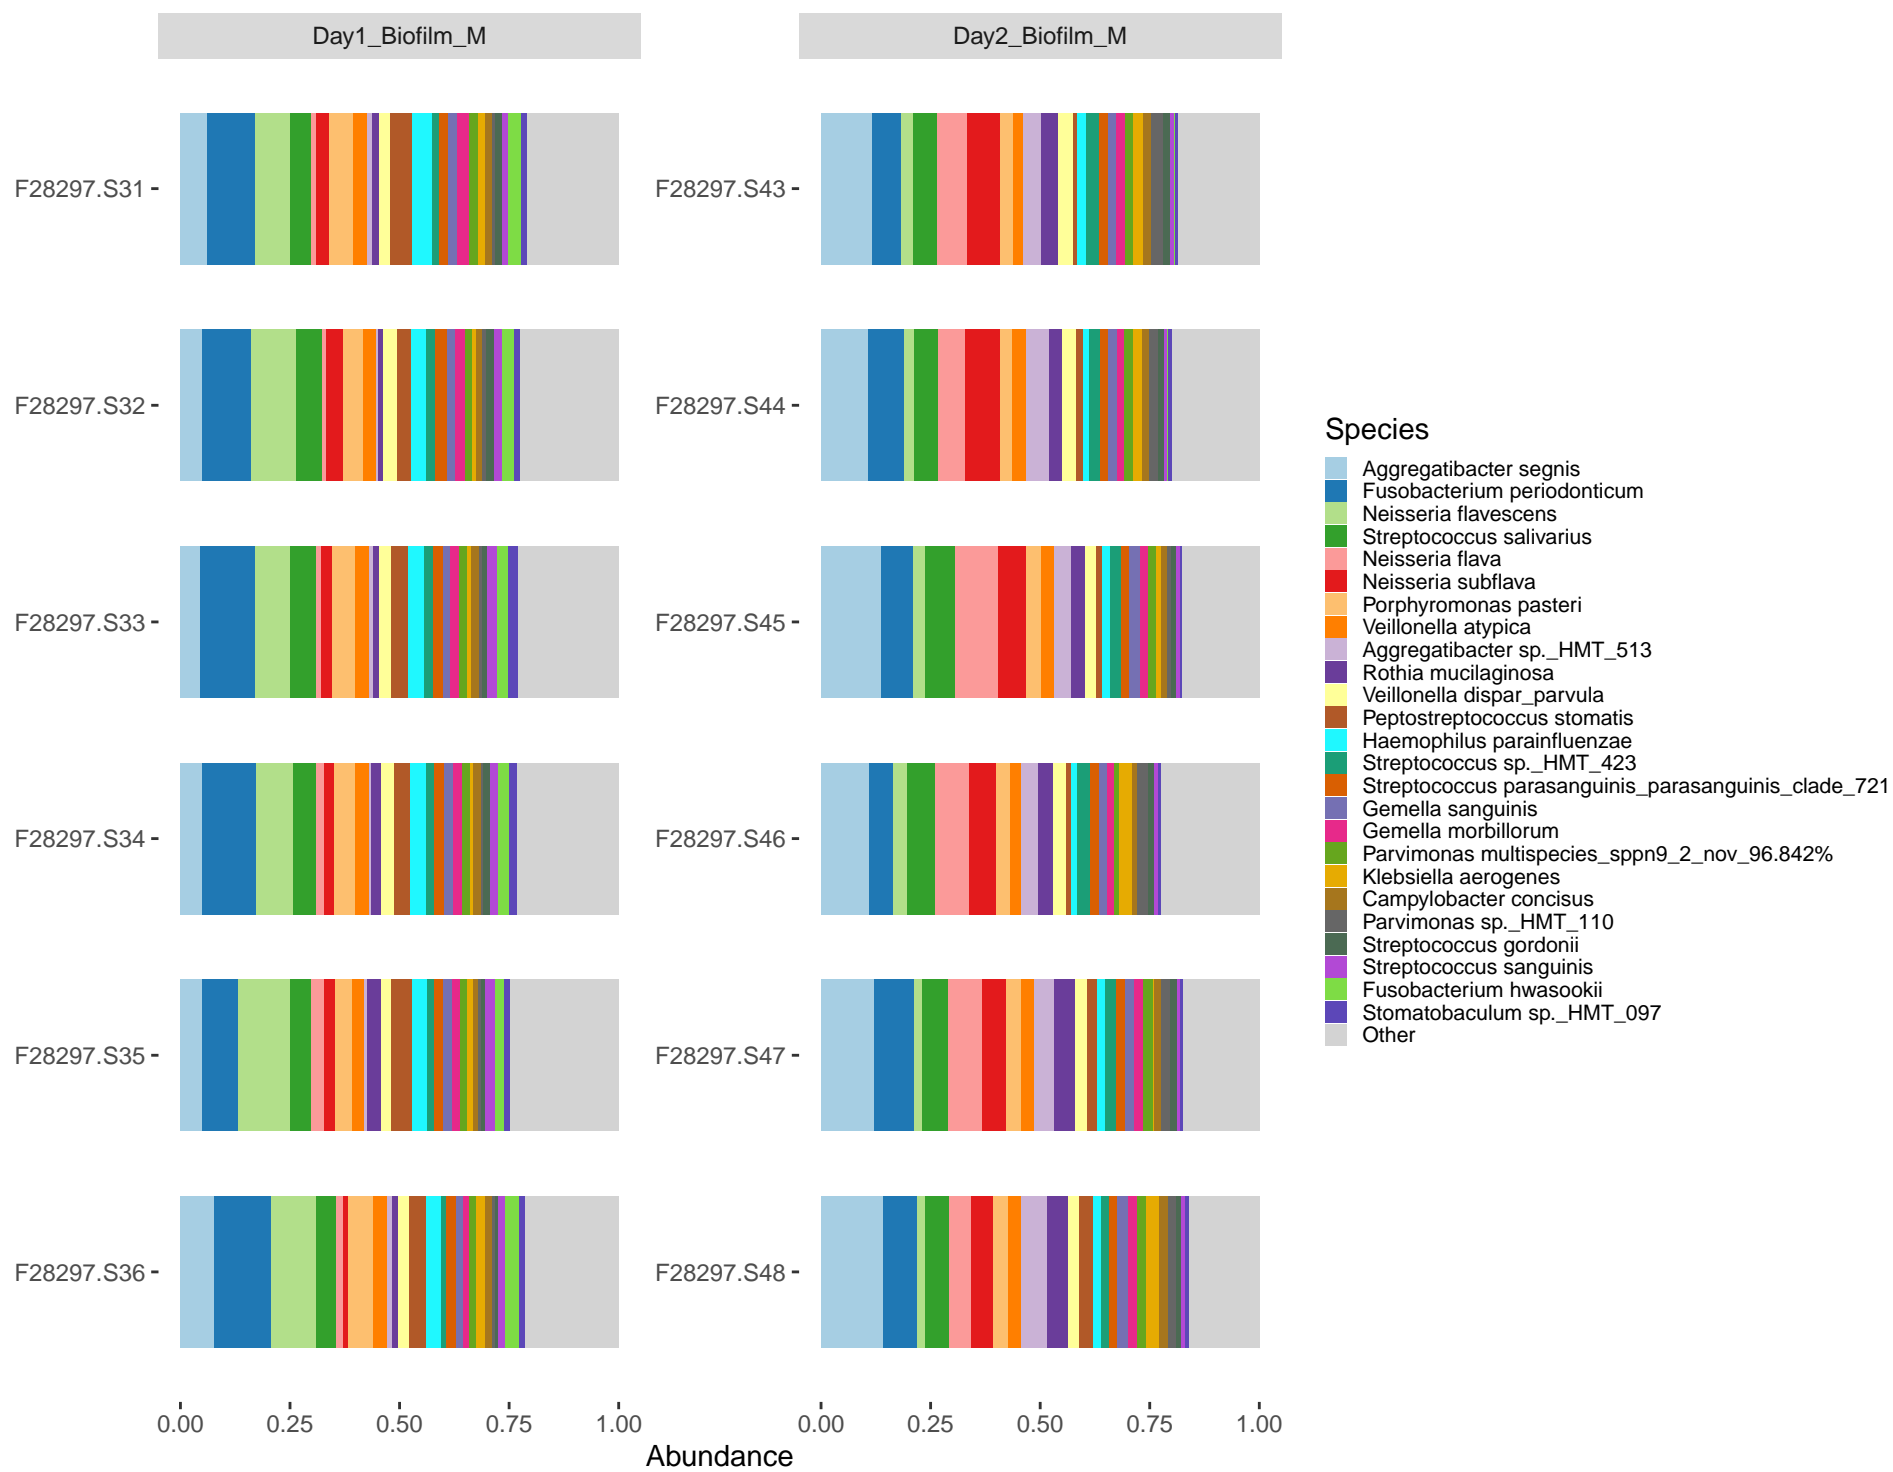 Day1_Biofilm_M
Day2_Biofilm_M
F28297.S31
F28297.S43
F28297.S32
F28297.S44
F28297.S33
F28297.S45
F28297.S34
F28297.S46
F28297.S35
F28297.S47
F28297.S36
F28297.S48
0.00 0.25 0.50 0.75 1.00
0.00 0.25 0.50 0.75 1.00
Abundance
Species
Aggregatibacter segnis
Fusobacterium periodonticum
Neisseria flavescens
Streptococcus salivarius
Neisseria flava
Neisseria subflava
Porphyromonas pasteri
Veillonella atypica
Aggregatibacter sp._HMT_513
Rothia mucilaginosa
Veillonella dispar_parvula
Peptostreptococcus stomatis
Haemophilus parainfluenzae
Streptococcus sp._HMT_423
Streptococcus parasanguinis_parasanguinis_clade_721
Gemella sanguinis
Gemella morbillorum
Parvimonas multispecies_sppn9_2_nov_96.842%
Klebsiella aerogenes
Campylobacter concisus
Parvimonas sp._HMT_110
Streptococcus gordonii
Streptococcus sanguinis
Fusobacterium hwasookii
Stomatobaculum sp._HMT_097
Other